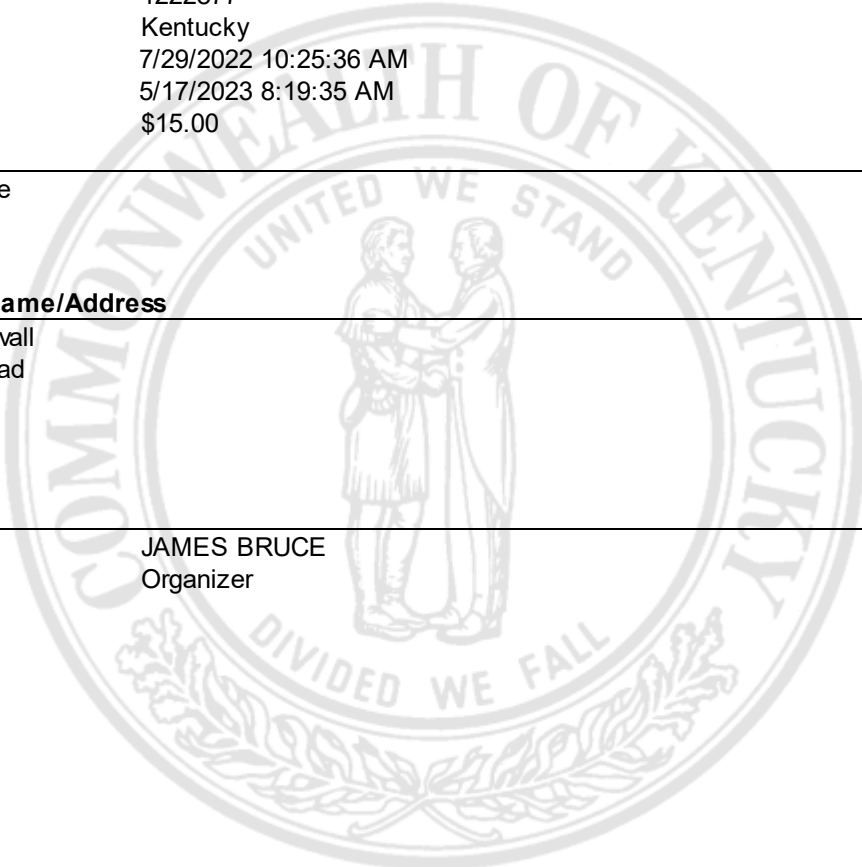 Kentucky
7/29/2022 10:25:36 AM
5/17/2023 8:19:35 AM
$15.00
e
ame/Address
wall
ad
JAMES BRUCE
Organizer
COMMONWEALTH OF KENTUCKY
UNITED WE STAND
DIVIDED WE FALL